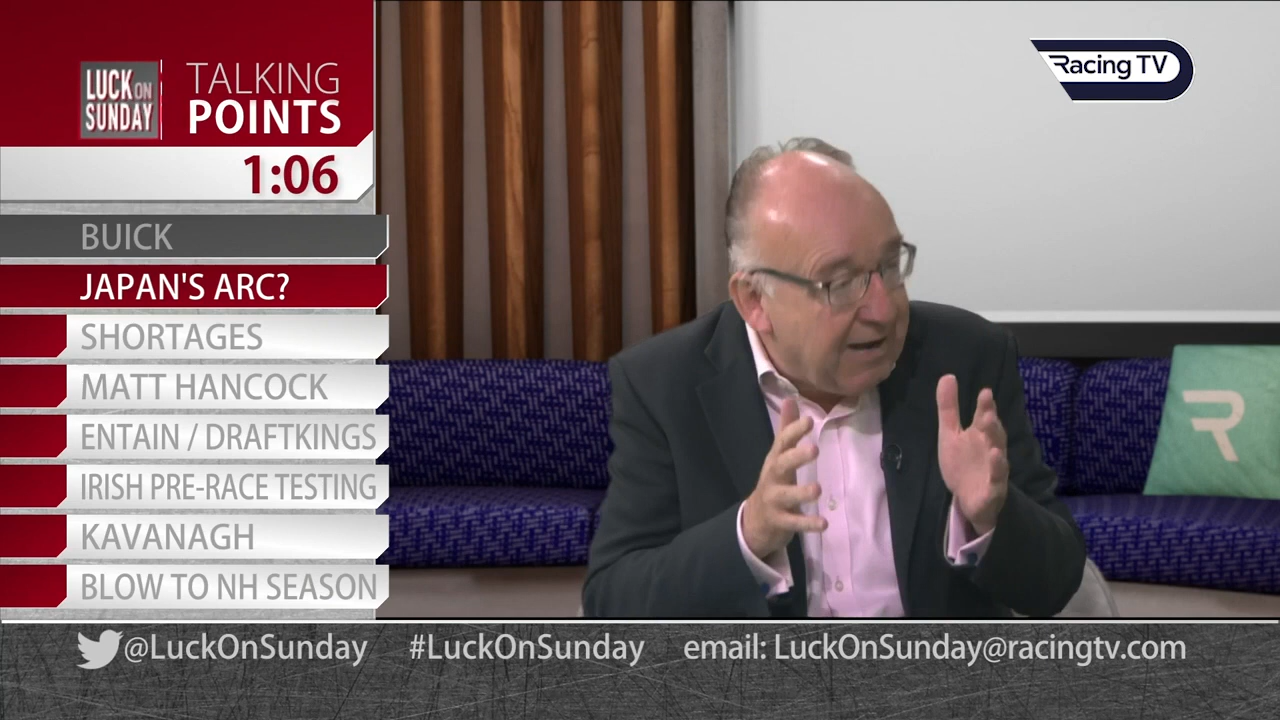 LUCK ON
SUNDAY
TALKING
POINTS
1:06
BUICK
JAPAN'S ARC?
SHORTAGES
MATT HANCOCK
ENTAIN / DRAFTKINGS
IRISH PRE-RACE TESTING
KAVANAGH
BLOW TO NH SEASON
Racing TV
R
@LuckOnSunday #LuckOnSunday email: LuckOnSunday@racingtv.com